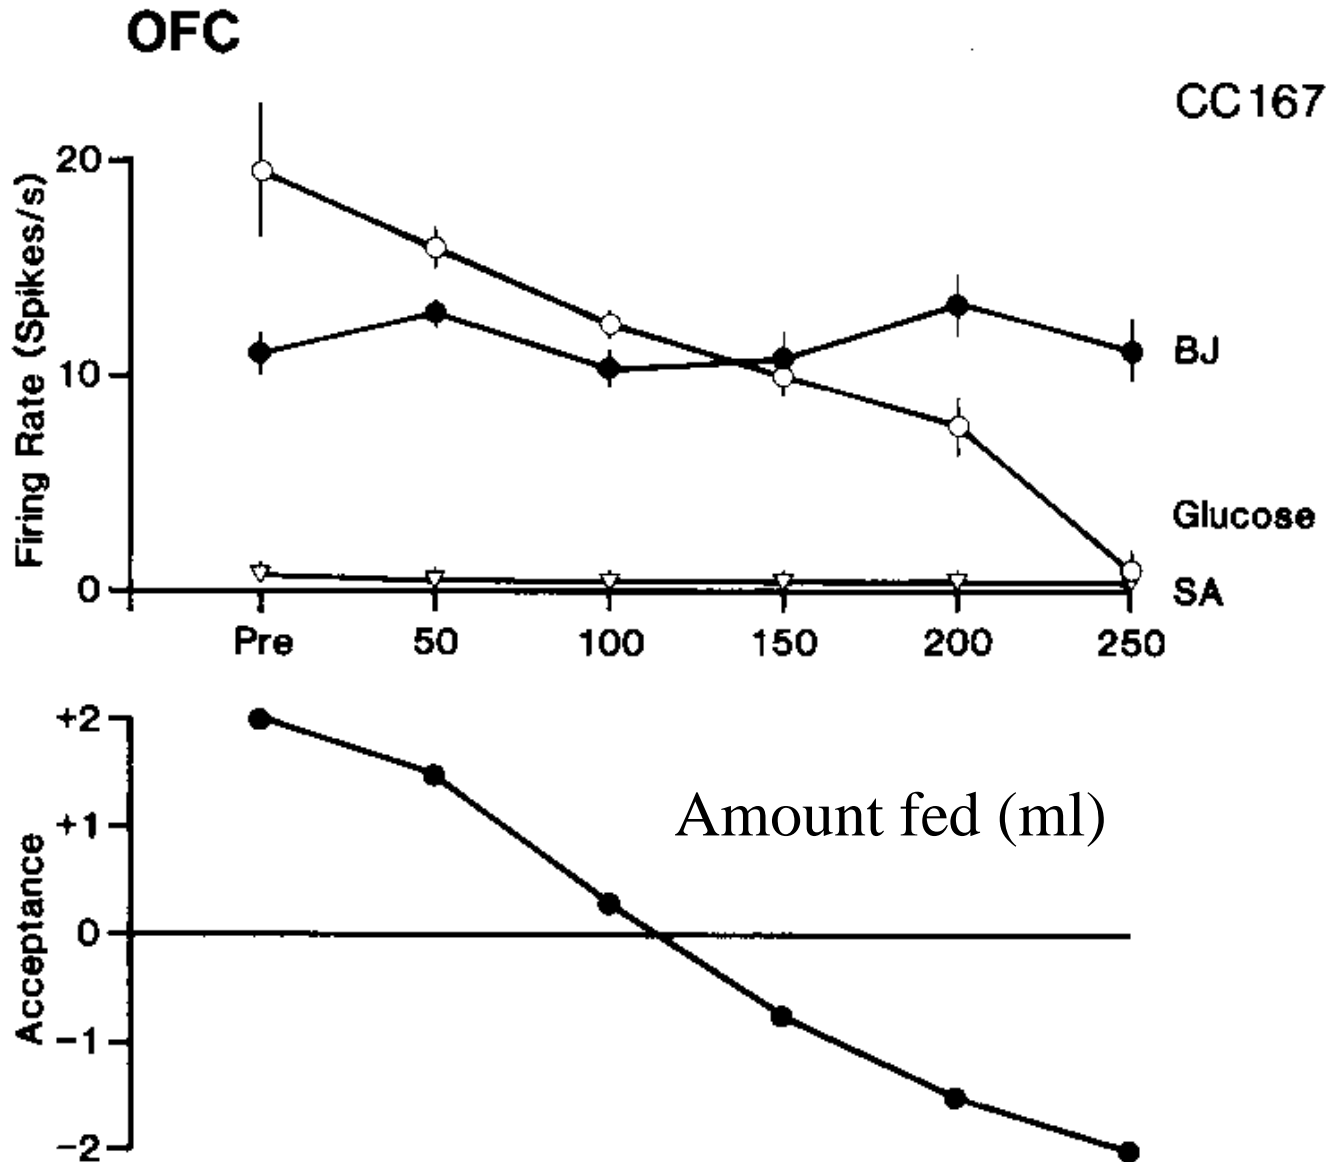 OFC
CC167
Firing Rate (Spikes/s)
20
10
0
BJ
Glucose
SA
Pre 50 100 150 200 250
Acceptance
+2
+1
0
−1
−2
Amount fed (ml)